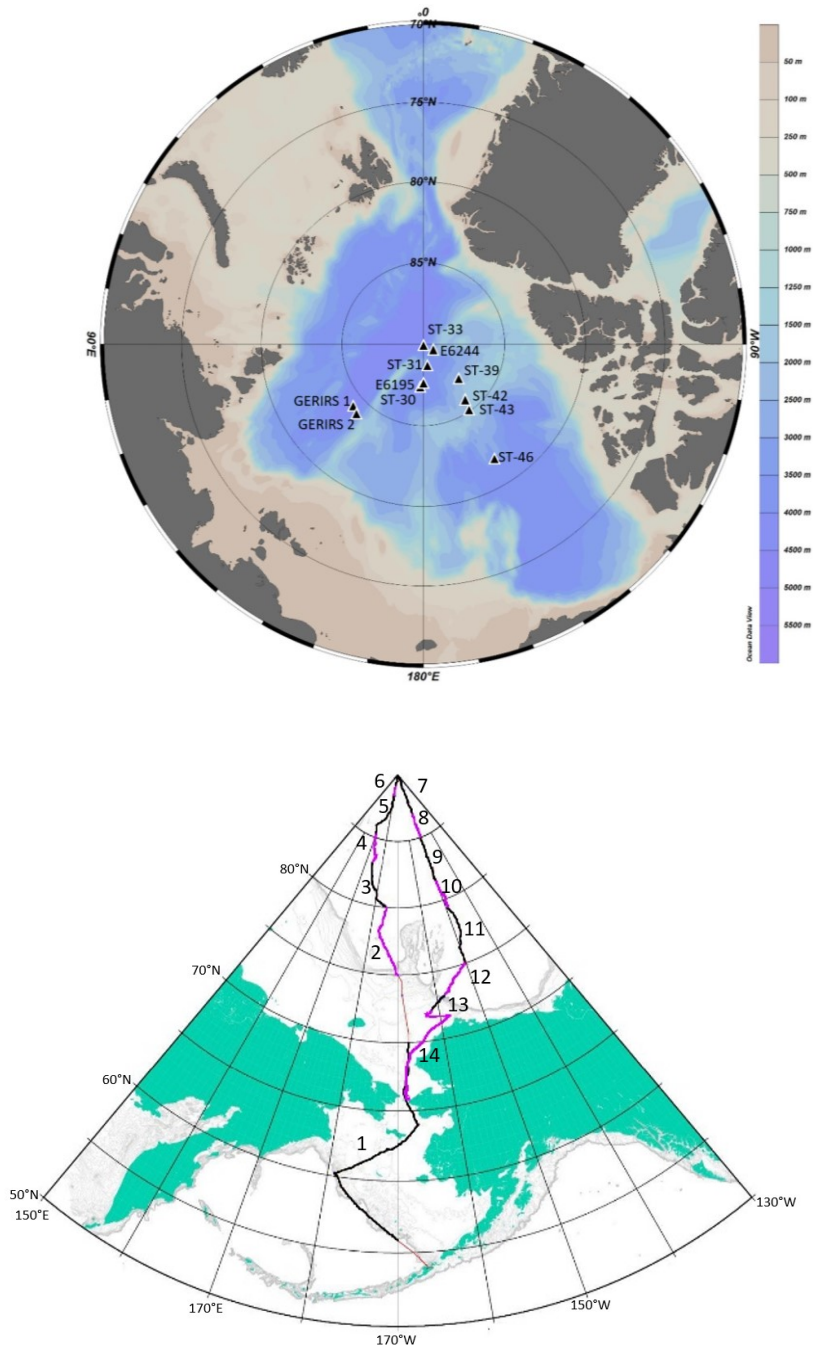 0°
70°N
75°N
80°N
85°N
90°E
90°W
180°E
ST-33
E6244
ST-31
ST-39
E6195
ST-30
ST-42
GERIRS 1
ST-43
GERIRS 2
ST-46
50 m
100 m
250 m
500 m
750 m
1000 m
1250 m
1500 m
2000 m
2500 m
3000 m
3500 m
4000 m
4500 m
5000 m
5500 m
Ocean Data View
6 7
5 8
4
9
80°N
3 10
11
2
12
70°N
13
14
60°N
1
50°N
150°E
130°W
170°E
150°W
170°W